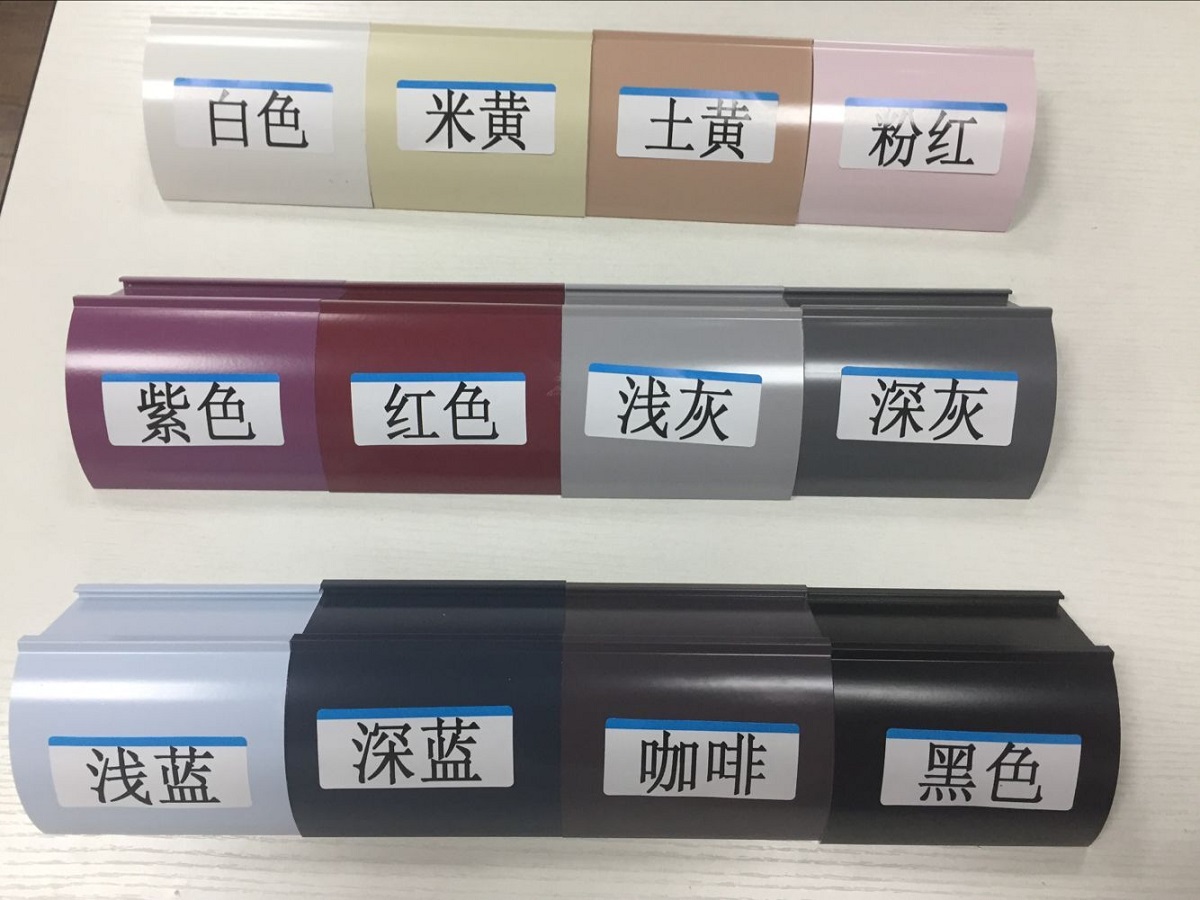 白色 米黄 土黄 粉红
紫色 红色 浅灰 深灰
浅蓝 深蓝 咖啡 黑色